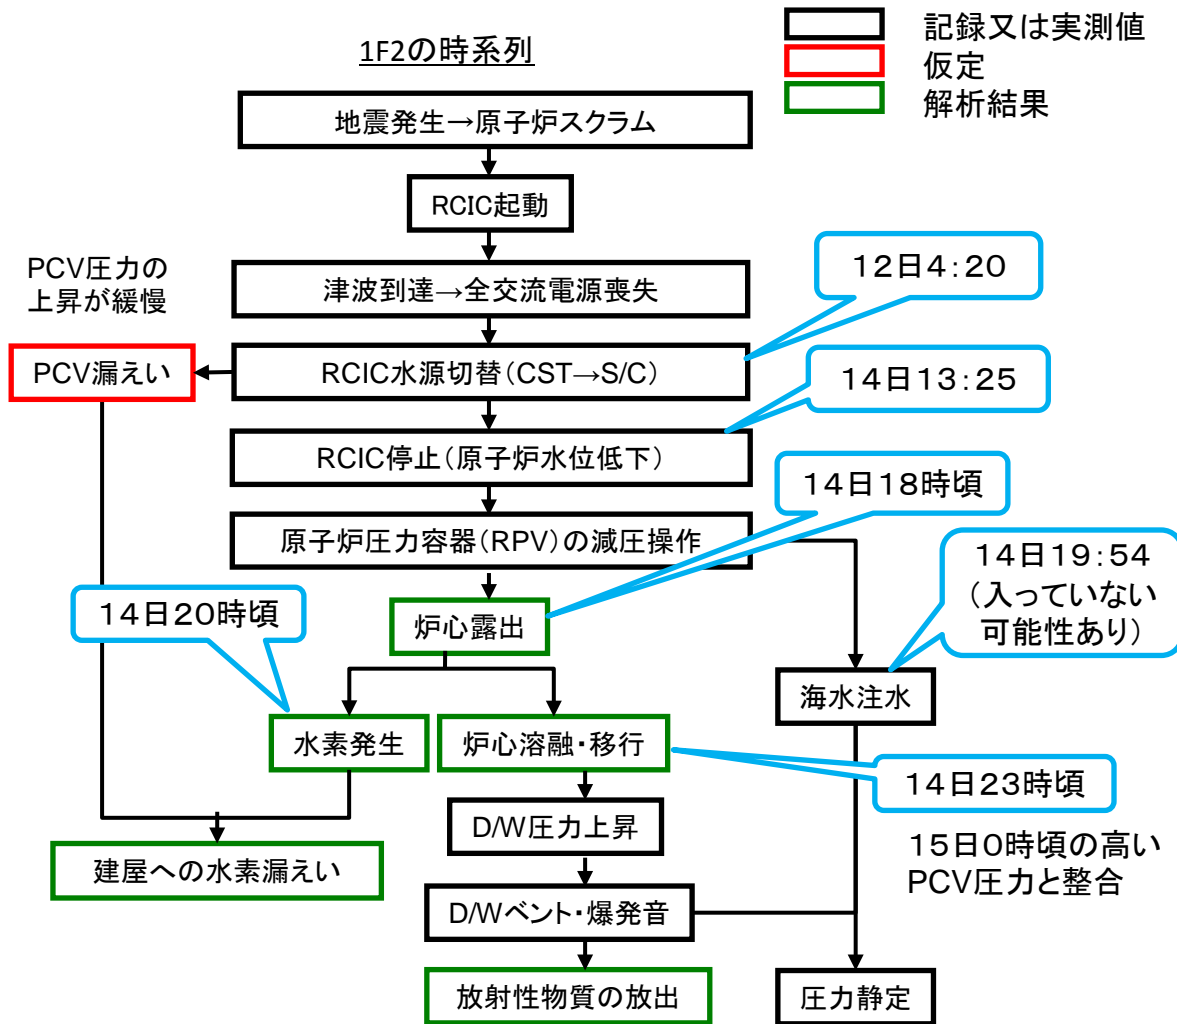 1F2の時系列
記録又は実測値
仮定
解析結果
地震発生→原子炉スクラム
RCIC起動
津波到達→全交流電源喪失
12日4:20
PCV圧力の
上昇が緩慢
PCV漏えい
RCIC水源切替(CST→S/C)
14日13:25
RCIC停止(原子炉水位低下)
14日18時頃
原子炉圧力容器(RPV)の減圧操作
14日19:54
(入っていない
可能性あり)
14日20時頃
炉心露出
海水注水
水素発生
炉心溶融・移行
14日23時頃
D/W圧力上昇
15日0時頃の高い
PCV圧力と整合
建屋への水素漏えい
D/Wベント・爆発音
放射性物質の放出
圧力静定